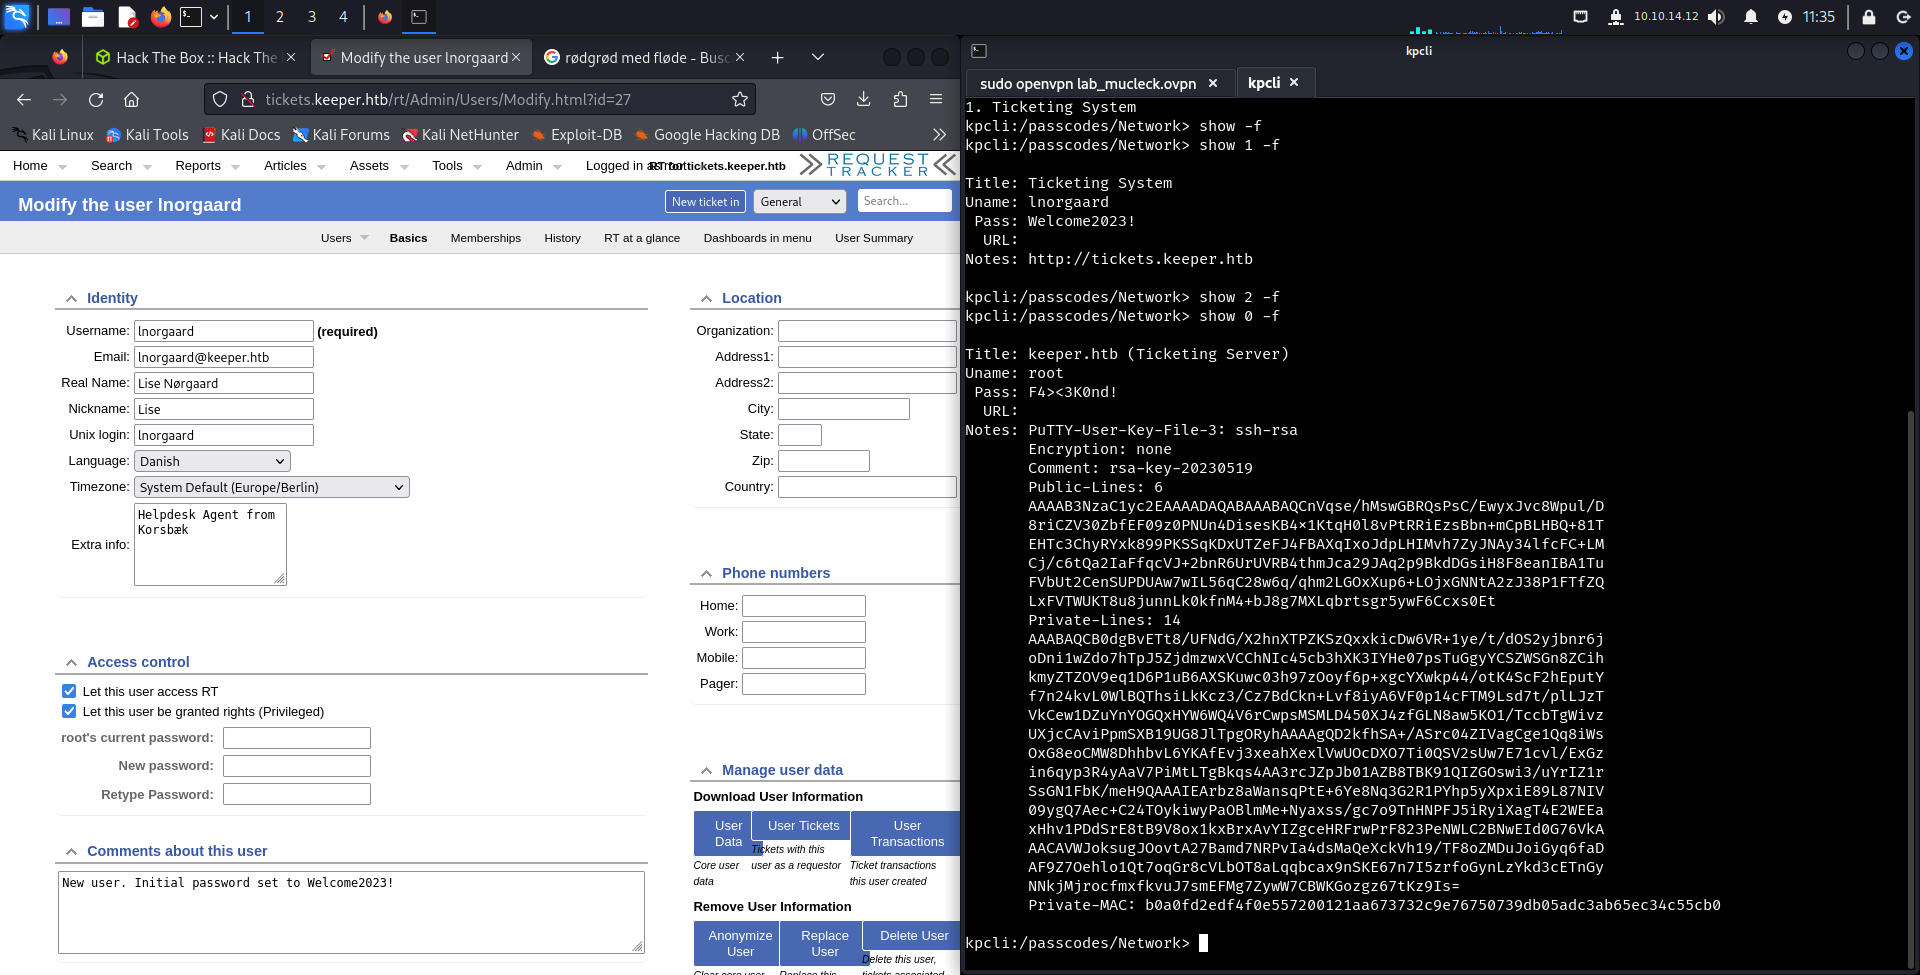 1 2 3 4
10.10.14.12 11:35
Hack The Box :: Hack The
Modify the user lnorgaard
rødgrød med fløde - Busc
tickets.keeper.htb/rt/Admin/Users/Modify.html?id=27
Kali Linux Kali Tools Kali Docs Kali Forums Kali NetHunter Exploit-DB Google Hacking DB OffSec
Home Search Reports Articles Assets Tools Admin Logged in as RT for tickets.keeper.htb REQUEST TRACKER
Modify the user lnorgaard
New ticket in General Search...
Users Basics Memberships History RT at a glance Dashboards in menu User Summary
Identity
Username: lnorgaard (required)
Email: lnorgaard@keeper.htb
Real Name: Lise Nørgaard
Nickname: Lise
Unix login: lnorgaard
Language: Danish
Timezone: System Default (Europe/Berlin)
Extra info: Helpdesk Agent from
Korsbæk
Access control
Let this user access RT
Let this user be granted rights (Privileged)
root's current password:
New password:
Retype Password:
Comments about this user
New user. Initial password set to Welcome2023!
Location
Organization:
Address1:
Address2:
City:
State:
Zip:
Country:
Phone numbers
Home:
Work:
Mobile:
Pager:
Manage user data
Download User Information
User Data
Core user data
User Tickets
Tickets with this user as a requestor
User Transactions
Ticket transactions this user created
Remove User Information
Anonymize User
Clear core user
Replace User
Replace this
Delete User
Delete this user,
tickets associated
kpcli
sudo openvpn lab_mucleck.ovpn kpcli
1. Ticketing System
kpcli:/passcodes/Network> show -f
kpcli:/passcodes/Network> show 1 -f
Title: Ticketing System
Uname: lnorgaard
Pass: Welcome2023!
URL:
Notes: http://tickets.keeper.htb
kpcli:/passcodes/Network> show 2 -f
kpcli:/passcodes/Network> show 0 -f
Title: keeper.htb (Ticketing Server)
Uname: root
Pass: F4><3K0nd!
URL:
Notes: PuTTY-User-Key-File-3: ssh-rsa
Encryption: none
Comment: rsa-key-20230519
Public-Lines: 6
AAAAB3NzaC1yc2EAAAADAQABAAABAQCnVqse/hMswGBRQsPsC/EwyxJvc8Wpul/D
8riCZV30ZbfEF09z0PNUn4DisesKB4×1KtqH0l8vPtRRiEzsBbn+mCpBLHBQ+81T
EHTc3ChyRYxk899PKSSqKDxUTZeFJ4FBAXqIxoJdpLHIMvh7ZyJNAy34lfcFC+LM
Cj/c6tQa2IaFfqcVJ+2bnR6UrUVRB4thmJca29JAq2p9BkdDGsiH8F8eanIBA1Tu
FVbUt2CenSUPDUAw7wIL56qC28w6q/qhm2LGOxXup6+LOjxGNNtA2zJ38P1FTfZQ
LxFVTWUKT8u8junnLk0kfnM4+bJ8g7MXLqbrtsgr5ywF6Ccxs0Et
Private-Lines: 14
AAABAQCB0dgBvETt8/UFNdG/X2hnXTPZKSzQxxkicDw6VR+1ye/t/dOS2yjbnr6j
oDni1wZdo7hTpJ5ZjdmzwxVCChNIc45cb3hXK3IYHe07psTuGgyYCSZWSGn8ZCih
kmyZTZOV9eq1D6P1uB6AXSKuwc03h97zOoyf6p+xgcYXwkp44/otK4ScF2hEputY
f7n24kvL0WlBQThsiLkKcz3/Cz7BdCkn+Lvf8iyA6VF0p14cFTM9Lsd7t/plLJzT
VkCew1DZuYnYOGQxHYW6WQ4V6rCwpsMSMLD450XJ4zfGLN8aw5KO1/TccbTgWivz
UXjcCAviPpmSXB19UG8JlTpgORyhAAAAgQD2kfhSA+/ASrc04ZIVagCge1Qq8iWs
OxG8eoCMW8DhhbvL6YKAfEvj3xeahXexlVwUOcDXO7Ti0QSV2sUw7E71cvl/ExGz
in6qyp3R4yAaV7PiMtLTgBkqs4AA3rcJZpJb01AZB8TBK91QIZGOswi3/uYrIZ1r
SsGN1FbK/meH9QAAAIEArbz8aWansqPtE+6Ye8Nq3G2R1PYhp5yXpxiE89L87NIV
09ygQ7Aec+C24TOykiwyPaOBlmMe+Nyaxss/gc7o9TnHNPFJ5iRyiXagT4E2WEEa
xHhv1PDdSrE8tB9V8ox1kxBrxAvYIZgceHRFrwPrF823PeNWLC2BNwEId0G76VkA
AACAVWJoksugJOovtA27Bamd7NRPvIa4dsMaQeXckVh19/TF8oZMDuJoiGyq6faD
AF9Z7Oehlo1Qt7oqGr8cVLbOT8aLqqbcax9nSKE67n7I5zrfoGynLzYkd3cETnGy
NNkjMjrocfmxfkvuJ7smEFMg7ZywW7CBWKGozgz67tKz9Is=
Private-MAC: b0a0fd2edf4f0e557200121aa673732c9e76750739db05adc3ab65ec34c55cb0
kpcli:/passcodes/Network>